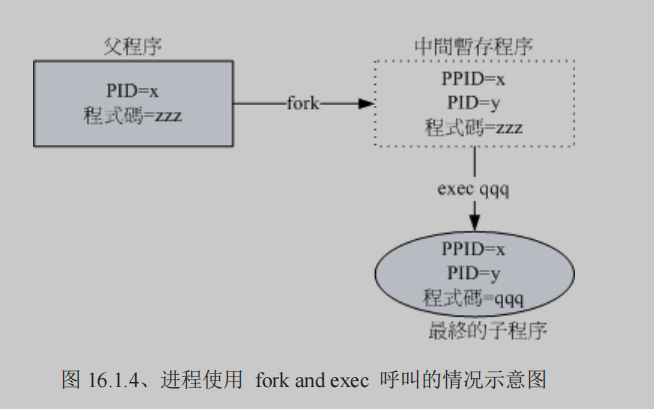 父程序
PID=x
程式碼=zzz
fork
中間暫存程序
PPID=x
PID=y
程式碼=zzz
exec qqq
PPID=x
PID=y
程式碼=qqq
最終的子程序
图 16.1.4、进程使用 fork and exec 呼叫的情况示意图